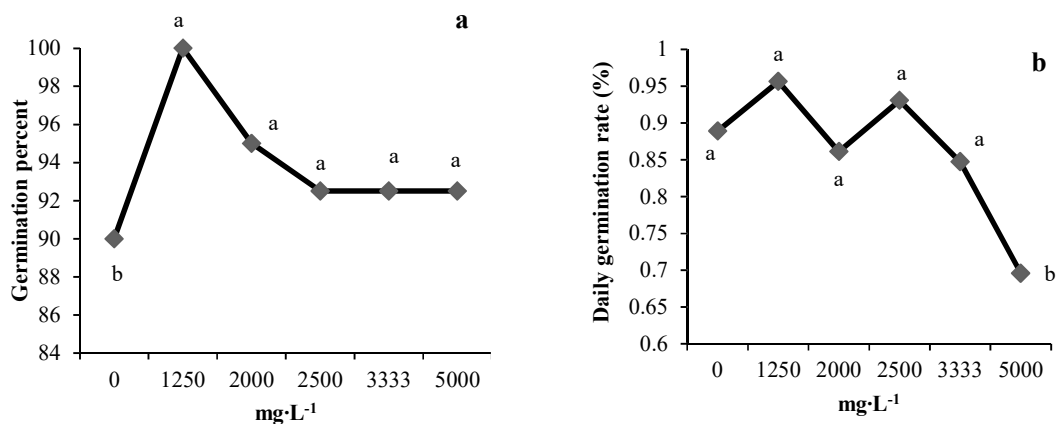 a
Germination percent
100
98
96
94
92
90
88
86
84
a
a
a
a
a
b
0 1250 2000 2500 3333 5000
mg·L-1
b
Daily germination rate (%)
1
0.95
0.9
0.85
0.8
0.75
0.7
0.65
0.6
a
a
a
a
a
b
0 1250 2000 2500 3333 5000
mg·L-1